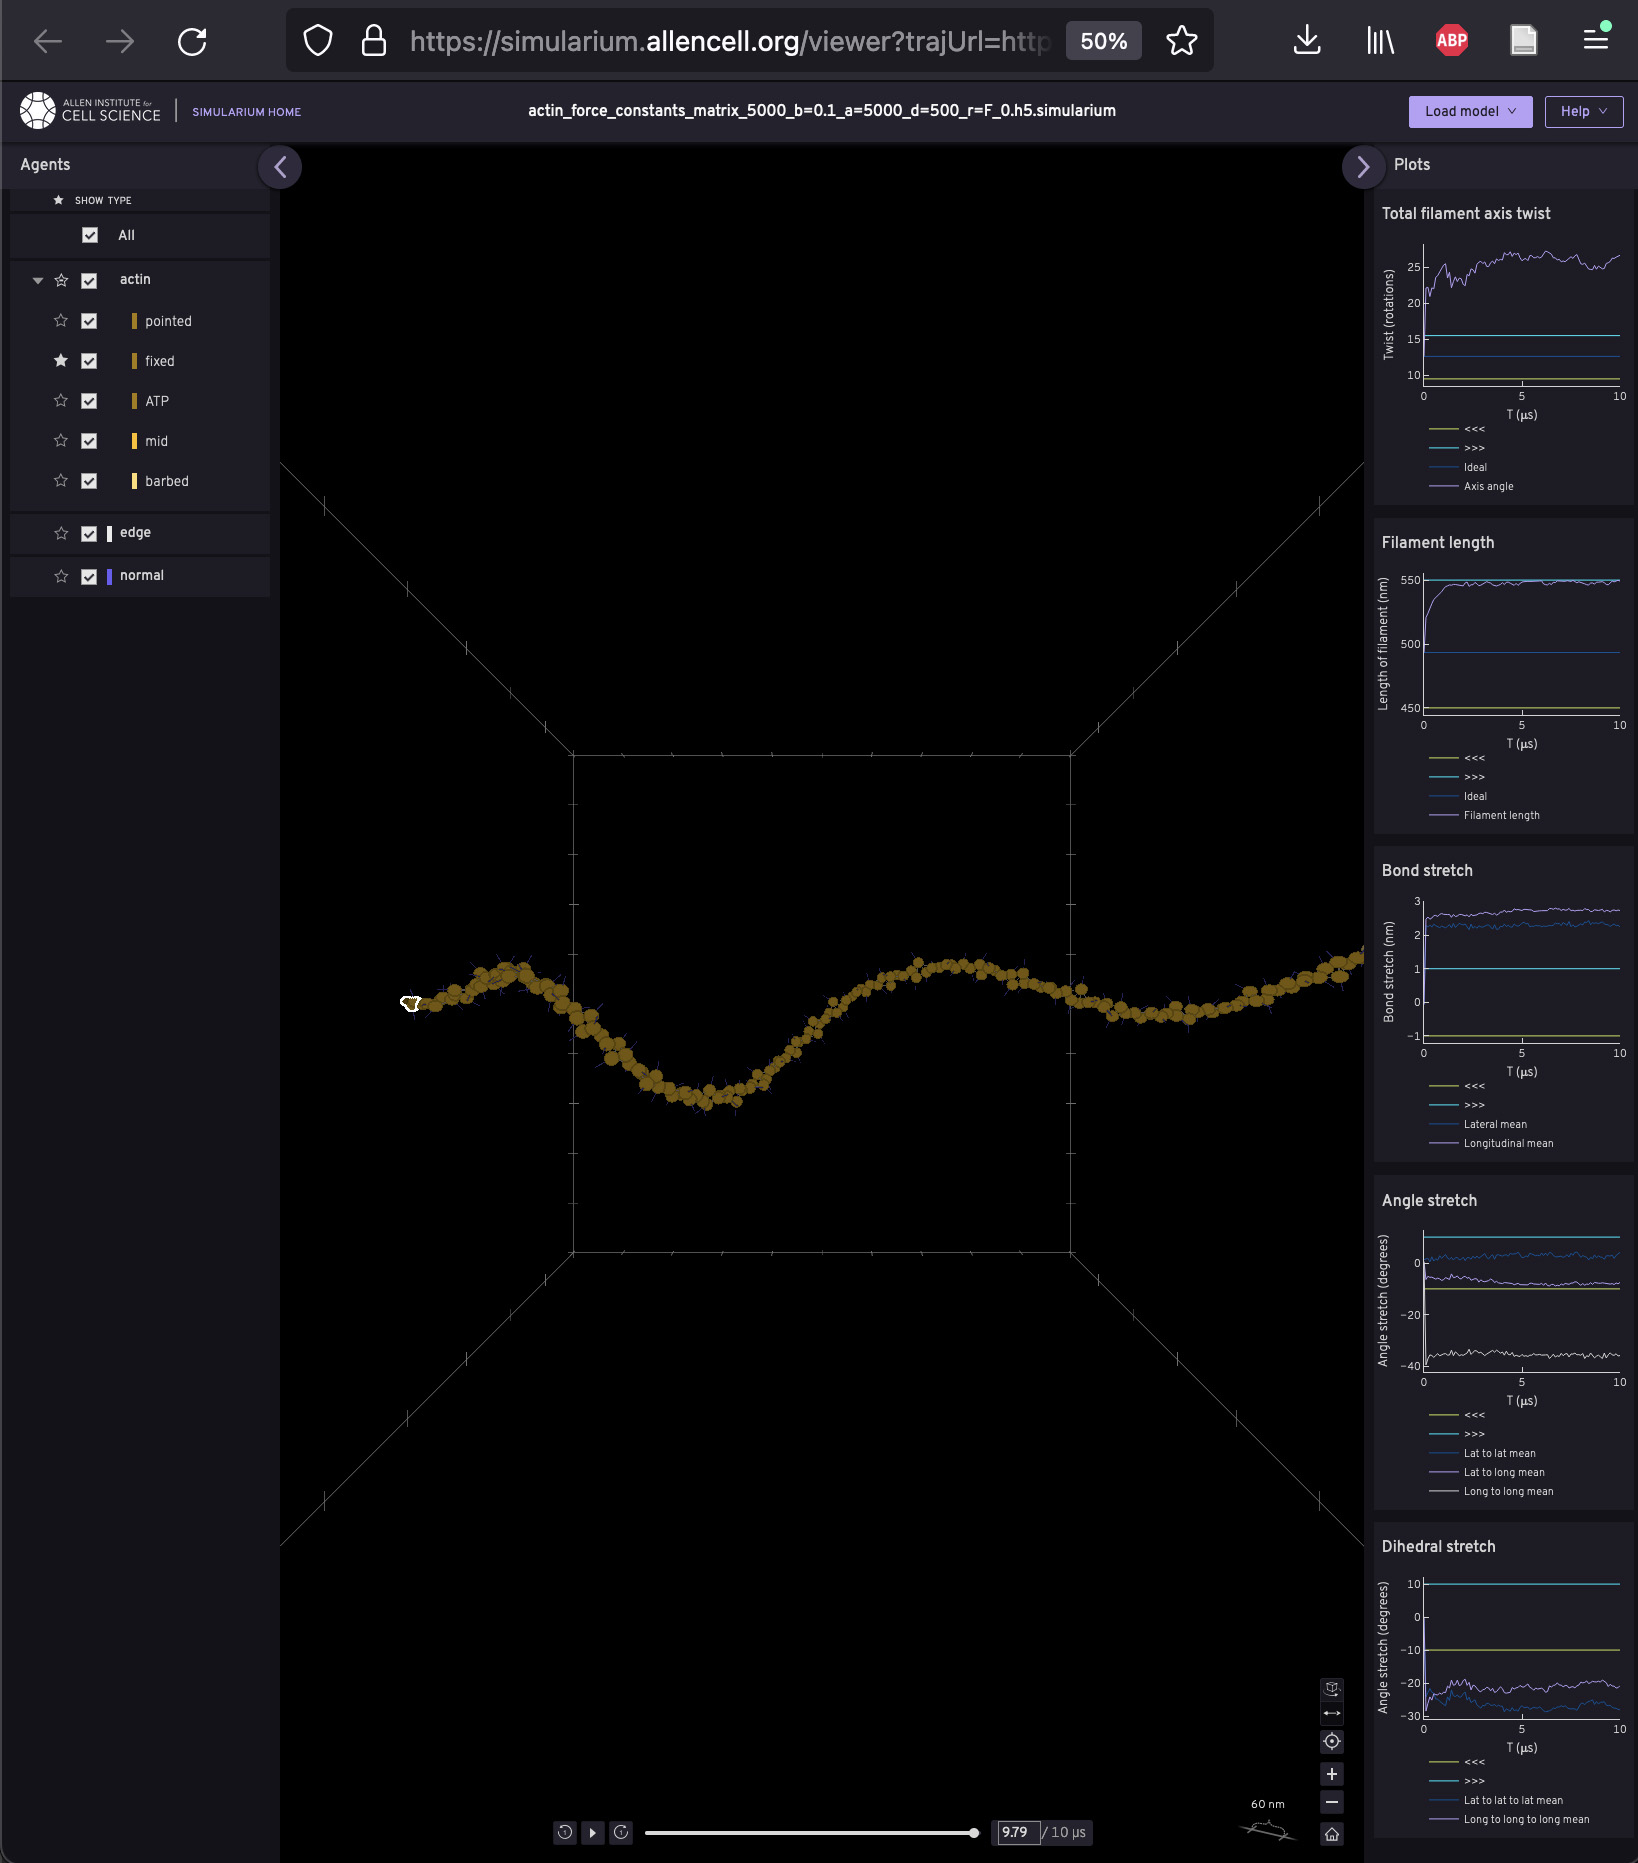 https://simularium.allencell.org/viewer?trajUrl=http
50%
ABP
ALLEN INSTITUTE for
CELL SCIENCE
SIMULARIUM HOME
actin_force_constants_matrix_5000_b=0.1_a=5000_d=500_r=F_0.h5.simularium
Load model
Help
Agents
SHOW TYPE
All
actin
pointed
fixed
ATP
mid
barbed
edge
normal
60 nm
1
1
9.79 / 10 µs
Plots
Total filament axis twist
Twist (rotations)
25
20
15
10
0 5 10
T (µs)
<<<
>>>
Ideal
Axis angle
Filament length
Length of filament (nm)
550
500
450
0 5 10
T (µs)
<<<
>>>
Ideal
Filament length
Bond stretch
Bond stretch (nm)
3
2
1
0
−1
0 5 10
T (µs)
<<<
>>>
Lateral mean
Longitudinal mean
Angle stretch
Angle stretch (degrees)
0
−20
−40
0 5 10
T (µs)
<<<
>>>
Lat to lat mean
Lat to long mean
Long to long mean
Dihedral stretch
Angle stretch (degrees)
10
0
−10
−20
−30
0 5 10
T (µs)
<<<
>>>
Lat to lat to lat mean
Long to long to long mean